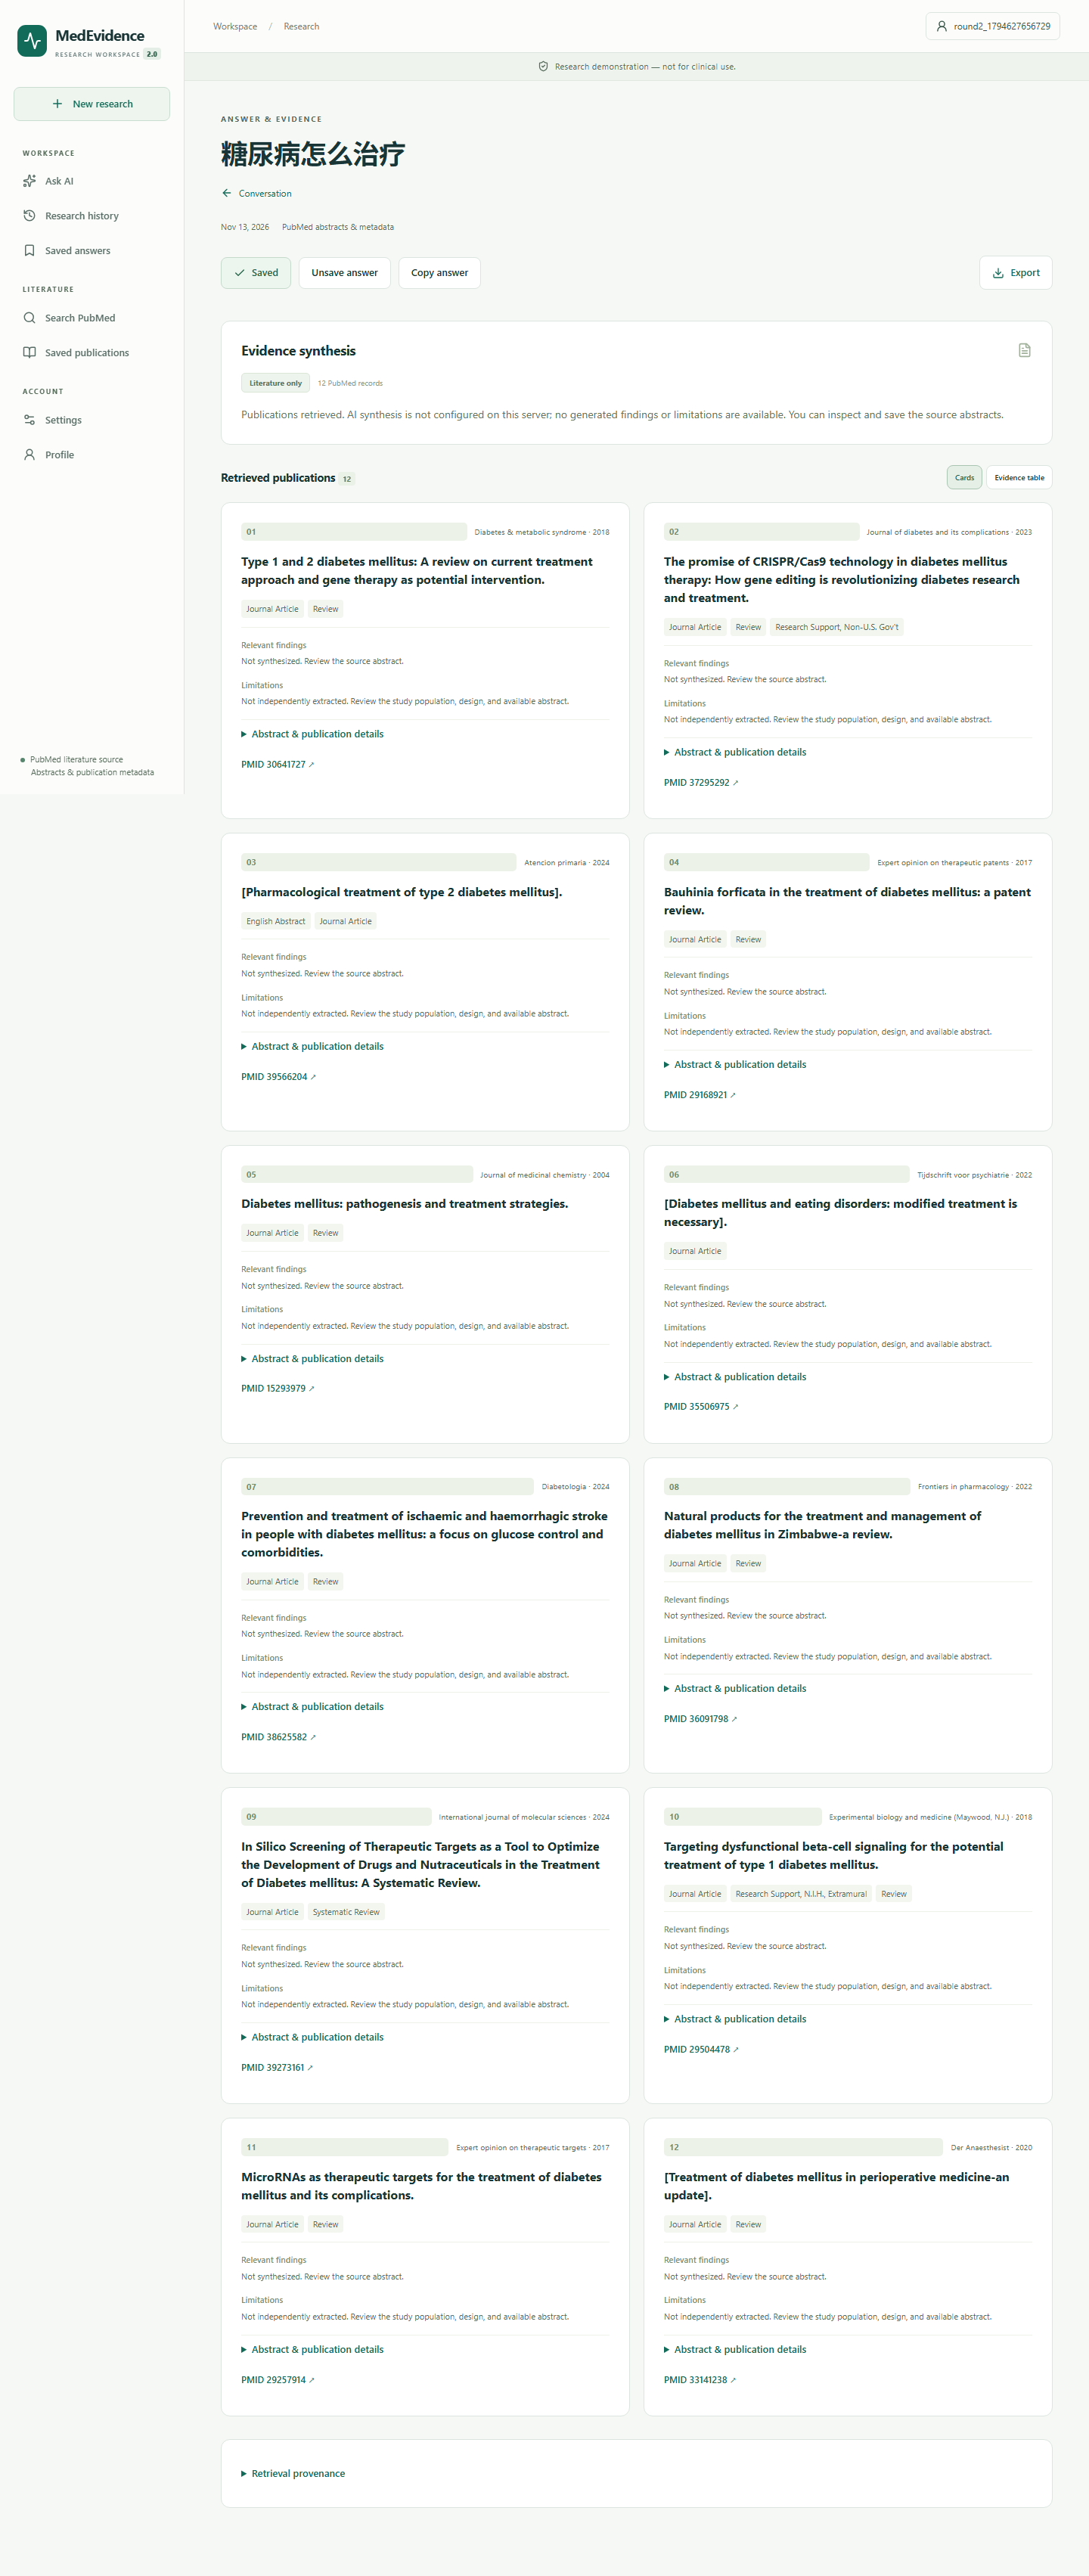 MedEvidence
RESEARCH WORKSPACE 2.0
New research
WORKSPACE
Ask AI
Research history
Saved answers
LITERATURE
Search PubMed
Saved publications
ACCOUNT
Settings
Profile
PubMed literature source
Abstracts & publication metadata
Workspace / Research
round2_1794627656729
Research demonstration — not for clinical use.
ANSWER & EVIDENCE
糖尿病怎么治疗
Conversation
Nov 13, 2026 PubMed abstracts & metadata
Saved Unsave answer Copy answer Export
Evidence synthesis
Literature only 12 PubMed records
Publications retrieved. AI synthesis is not configured on this server; no generated findings or limitations are available. You can inspect and save the source abstracts.
Retrieved publications 12
Cards Evidence table
01 Diabetes & metabolic syndrome · 2018
Type 1 and 2 diabetes mellitus: A review on current treatment
approach and gene therapy as potential intervention.
Journal Article Review
Relevant findings
Not synthesized. Review the source abstract.
Limitations
Not independently extracted. Review the study population, design, and available abstract.
▶ Abstract & publication details
PMID 30641727 ↗
02 Journal of diabetes and its complications · 2023
The promise of CRISPR/Cas9 technology in diabetes mellitus
therapy: How gene editing is revolutionizing diabetes research
and treatment.
Journal Article Review Research Support, Non-U.S. Gov't
Relevant findings
Not synthesized. Review the source abstract.
Limitations
Not independently extracted. Review the study population, design, and available abstract.
▶ Abstract & publication details
PMID 37295292 ↗
03 Atencion primaria · 2024
[Pharmacological treatment of type 2 diabetes mellitus].
English Abstract Journal Article
Relevant findings
Not synthesized. Review the source abstract.
Limitations
Not independently extracted. Review the study population, design, and available abstract.
▶ Abstract & publication details
PMID 39566204 ↗
04 Expert opinion on therapeutic patents · 2017
Bauhinia forficata in the treatment of diabetes mellitus: a patent
review.
Journal Article Review
Relevant findings
Not synthesized. Review the source abstract.
Limitations
Not independently extracted. Review the study population, design, and available abstract.
▶ Abstract & publication details
PMID 29168921 ↗
05 Journal of medicinal chemistry · 2004
Diabetes mellitus: pathogenesis and treatment strategies.
Journal Article Review
Relevant findings
Not synthesized. Review the source abstract.
Limitations
Not independently extracted. Review the study population, design, and available abstract.
▶ Abstract & publication details
PMID 15293979 ↗
06 Tijdschrift voor psychiatrie · 2022
[Diabetes mellitus and eating disorders: modified treatment is
necessary].
Journal Article
Relevant findings
Not synthesized. Review the source abstract.
Limitations
Not independently extracted. Review the study population, design, and available abstract.
▶ Abstract & publication details
PMID 35506975 ↗
07 Diabetologia · 2024
Prevention and treatment of ischaemic and haemorrhagic stroke
in people with diabetes mellitus: a focus on glucose control and
comorbidities.
Journal Article Review
Relevant findings
Not synthesized. Review the source abstract.
Limitations
Not independently extracted. Review the study population, design, and available abstract.
▶ Abstract & publication details
PMID 38625582 ↗
08 Frontiers in pharmacology · 2022
Natural products for the treatment and management of
diabetes mellitus in Zimbabwe-a review.
Journal Article Review
Relevant findings
Not synthesized. Review the source abstract.
Limitations
Not independently extracted. Review the study population, design, and available abstract.
▶ Abstract & publication details
PMID 36091798 ↗
09 International journal of molecular sciences · 2024
In Silico Screening of Therapeutic Targets as a Tool to Optimize
the Development of Drugs and Nutraceuticals in the Treatment
of Diabetes mellitus: A Systematic Review.
Journal Article Systematic Review
Relevant findings
Not synthesized. Review the source abstract.
Limitations
Not independently extracted. Review the study population, design, and available abstract.
▶ Abstract & publication details
PMID 39273161 ↗
10 Experimental biology and medicine (Maywood, N.J.) · 2018
Targeting dysfunctional beta-cell signaling for the potential
treatment of type 1 diabetes mellitus.
Journal Article Research Support, N.I.H., Extramural Review
Relevant findings
Not synthesized. Review the source abstract.
Limitations
Not independently extracted. Review the study population, design, and available abstract.
▶ Abstract & publication details
PMID 29504478 ↗
11 Expert opinion on therapeutic targets · 2017
MicroRNAs as therapeutic targets for the treatment of diabetes
mellitus and its complications.
Journal Article Review
Relevant findings
Not synthesized. Review the source abstract.
Limitations
Not independently extracted. Review the study population, design, and available abstract.
▶ Abstract & publication details
PMID 29257914 ↗
12 Der Anaesthesist · 2020
[Treatment of diabetes mellitus in perioperative medicine-an
update].
Journal Article Review
Relevant findings
Not synthesized. Review the source abstract.
Limitations
Not independently extracted. Review the study population, design, and available abstract.
▶ Abstract & publication details
PMID 33141238 ↗
▶ Retrieval provenance